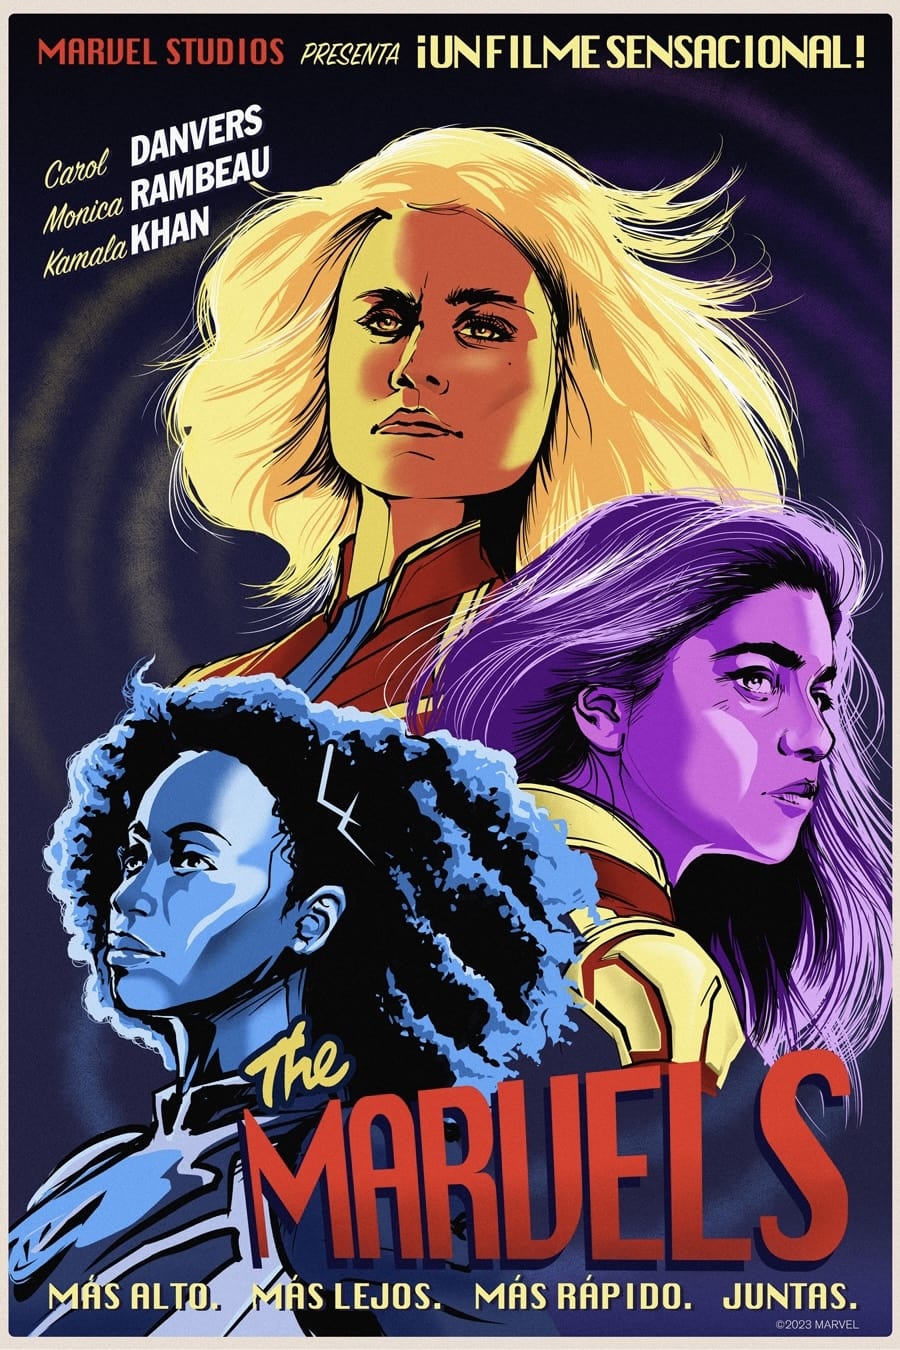 MARVEL STUDIOS PRESENTA ¡UN FILME SENSACIONAL!
Carol DANVERS
Monica RAMBEAU
Kamala KHAN
The
MARVELS
MÁS ALTO. MÁS LEJOS. MÁS RÁPIDO. JUNTAS.
©2023 MARVEL